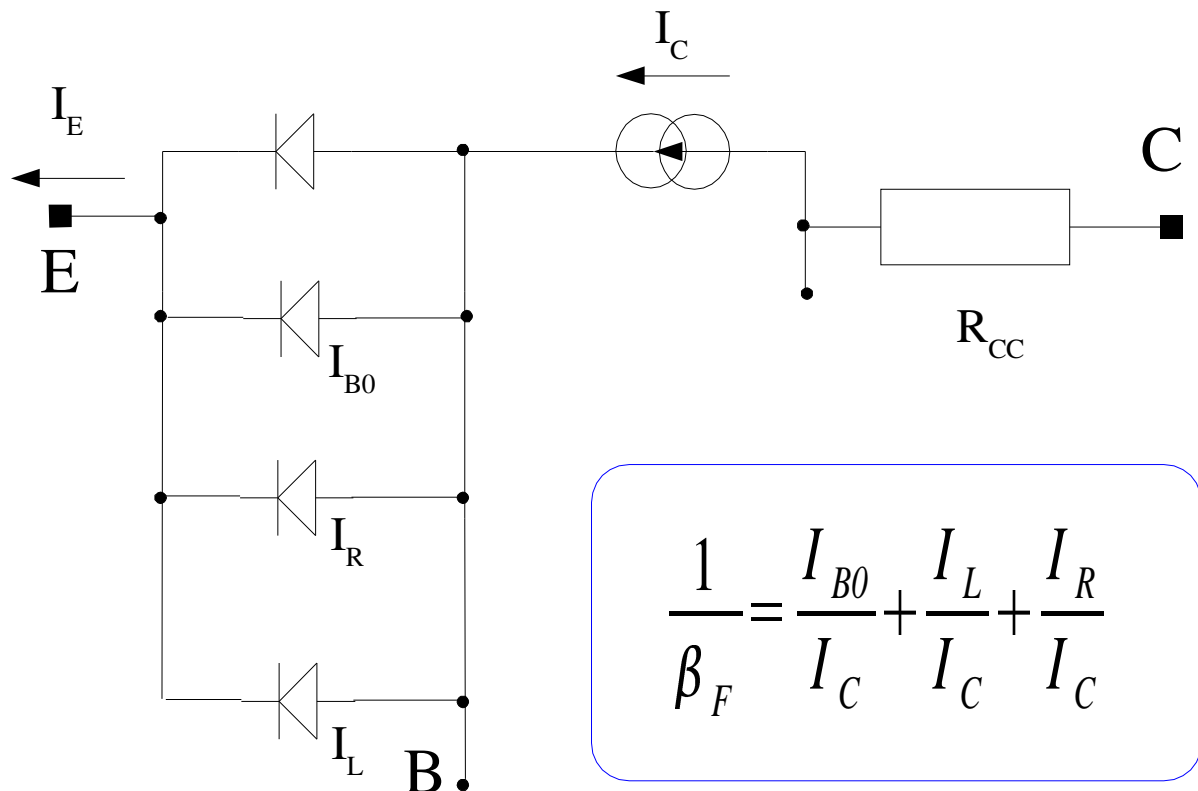 I_C
I_E
C
E
I_B0
R_CC
I_R
1/β_F = I_B0/I_C + I_L/I_C + I_R/I_C
I_L
B